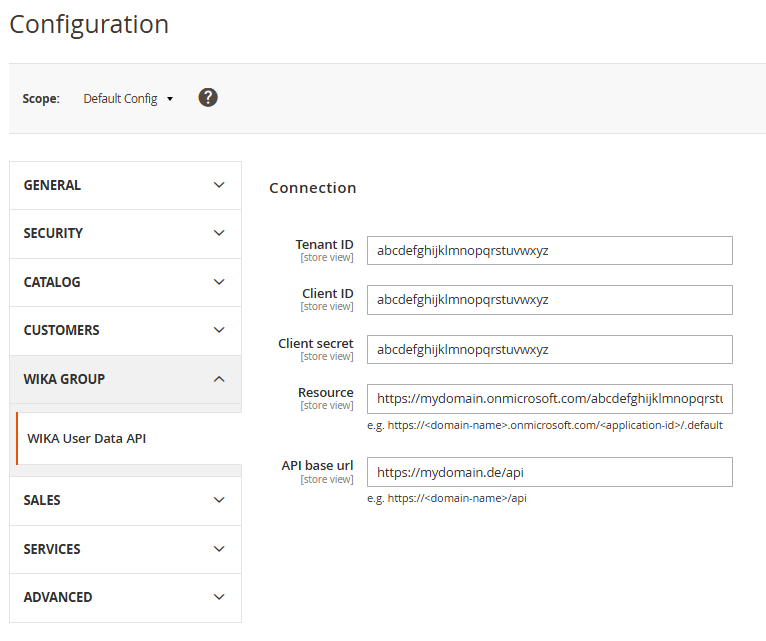 Configuration
Scope: Default Config ?
GENERAL
SECURITY
CATALOG
CUSTOMERS
WIKA GROUP
WIKA User Data API
SALES
SERVICES
ADVANCED
Connection
Tenant ID abcdefghijklmnopqrstuvwxyz
[store view]
Client ID abcdefghijklmnopqrstuvwxyz
[store view]
Client secret abcdefghijklmnopqrstuvwxyz
[store view]
Resource https://mydomain.onmicrosoft.com/abcdefghijklmnopqrstu
[store view]
e.g. https://<domain-name>.onmicrosoft.com/<application-id>/.default
API base url https://mydomain.de/api
[store view]
e.g. https://<domain-name>/api